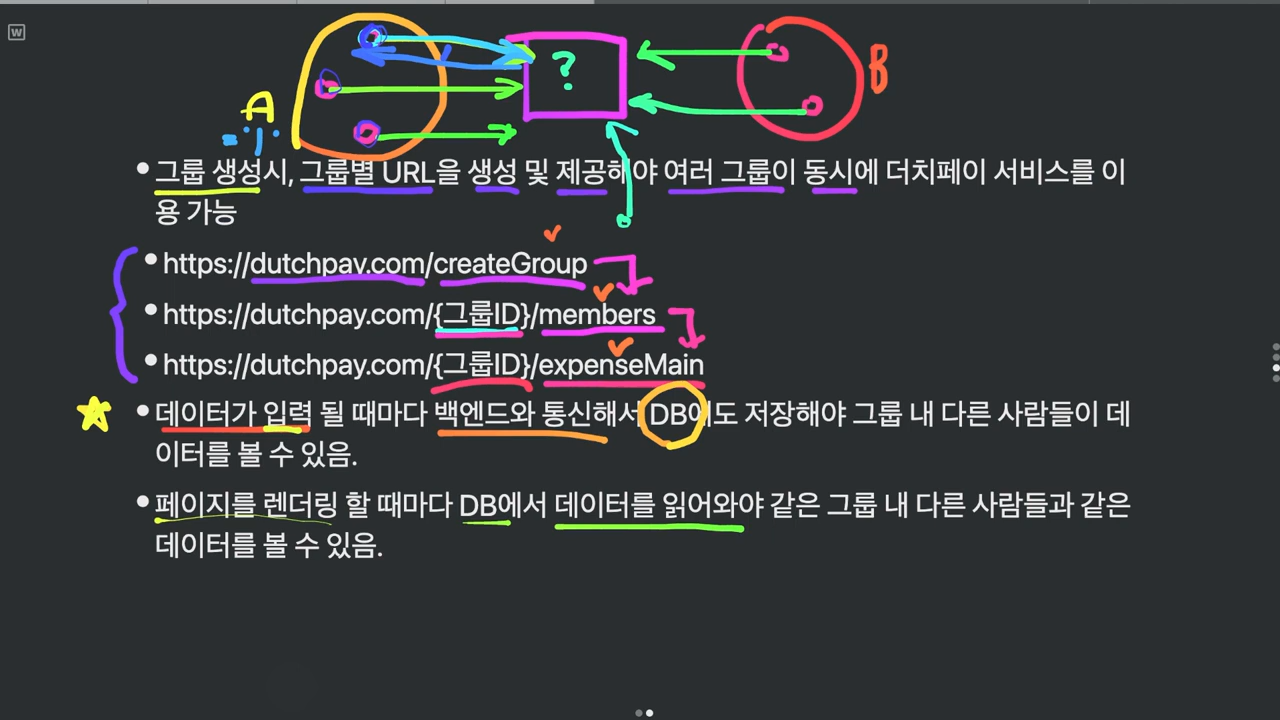 W
?
B
A
• 그룹 생성시, 그룹별 URL을 생성 및 제공해야 여러 그룹이 동시에 더치페이 서비스를 이
용 가능
• https://dutchpay.com/createGroup
• https://dutchpay.com/{그룹ID}/members
• https://dutchpay.com/{그룹ID}/expenseMain
• 데이터가 입력 될 때마다 백엔드와 통신해서 DB에도 저장해야 그룹 내 다른 사람들이 데
이터를 볼 수 있음.
• 페이지를 렌더링 할 때마다 DB에서 데이터를 읽어와야 같은 그룹 내 다른 사람들과 같은
데이터를 볼 수 있음.